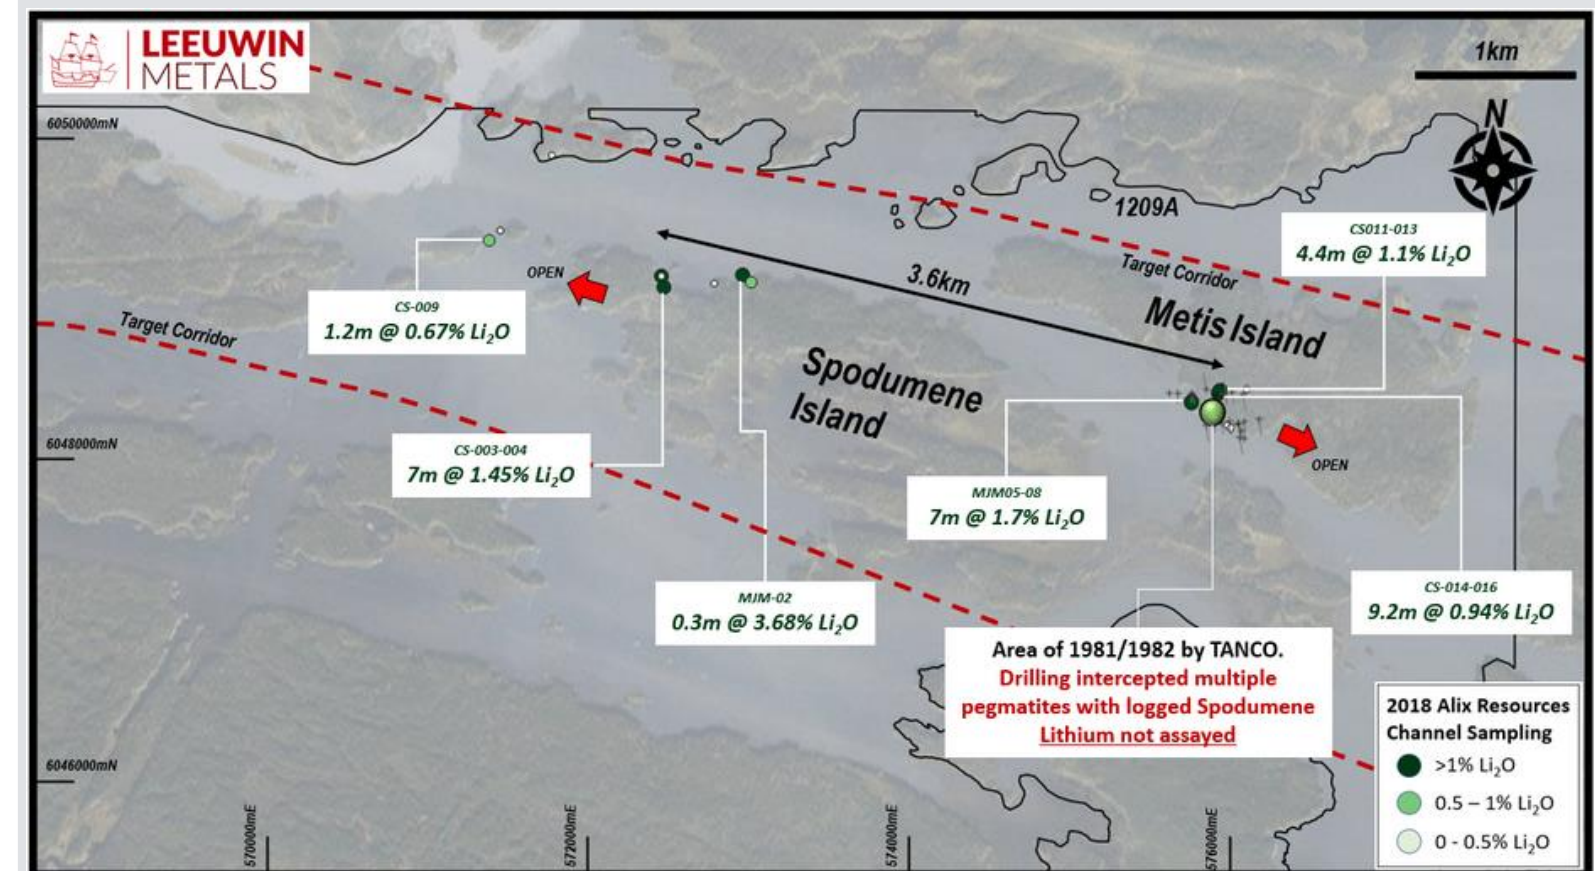 LEEUWIN
METALS
1km
N
6050000mN
1209A
CS011-013
4.4m @ 1.1% Li₂O
OPEN
Target Corridor
3.6km
CS-009
1.2m @ 0.67% Li₂O
Metis Island
Target Corridor
Spodumene
Island
6048000mN
CS-003-004
7m @ 1.45% Li₂O
OPEN
MJM05-08
7m @ 1.7% Li₂O
MJM-02
0.3m @ 3.68% Li₂O
CS-014-016
9.2m @ 0.94% Li₂O
Area of 1981/1982 by TANCO.
Drilling intercepted multiple
pegmatites with logged Spodumene
Lithium not assayed
2018 Alix Resources
Channel Sampling
>1% Li₂O
0.5 – 1% Li₂O
0 - 0.5% Li₂O
6046000mN
570000mE
572000mE
574000mE
576000mE